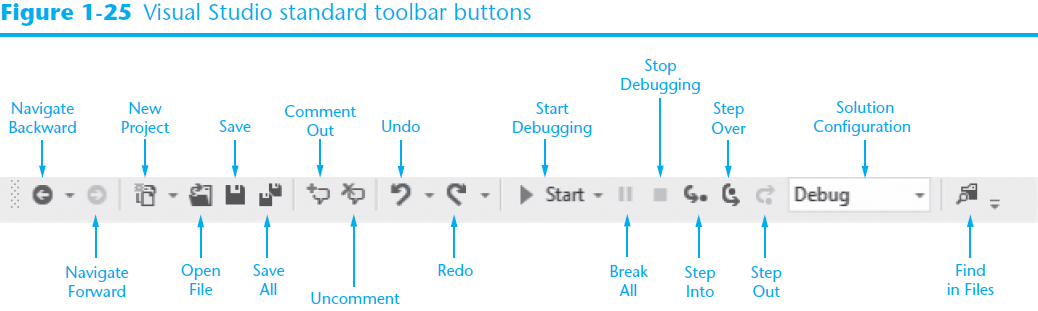 Figure 1-25 Visual Studio standard toolbar buttons
Stop
Debugging
Navigate
Backward
New
Project
Save
Comment
Out
Undo
Start
Debugging
Step
Over
Solution
Configuration
Start
Debug
Navigate
Forward
Open
File
Save
All
Uncomment
Redo
Break
All
Step
Into
Step
Out
Find
in Files